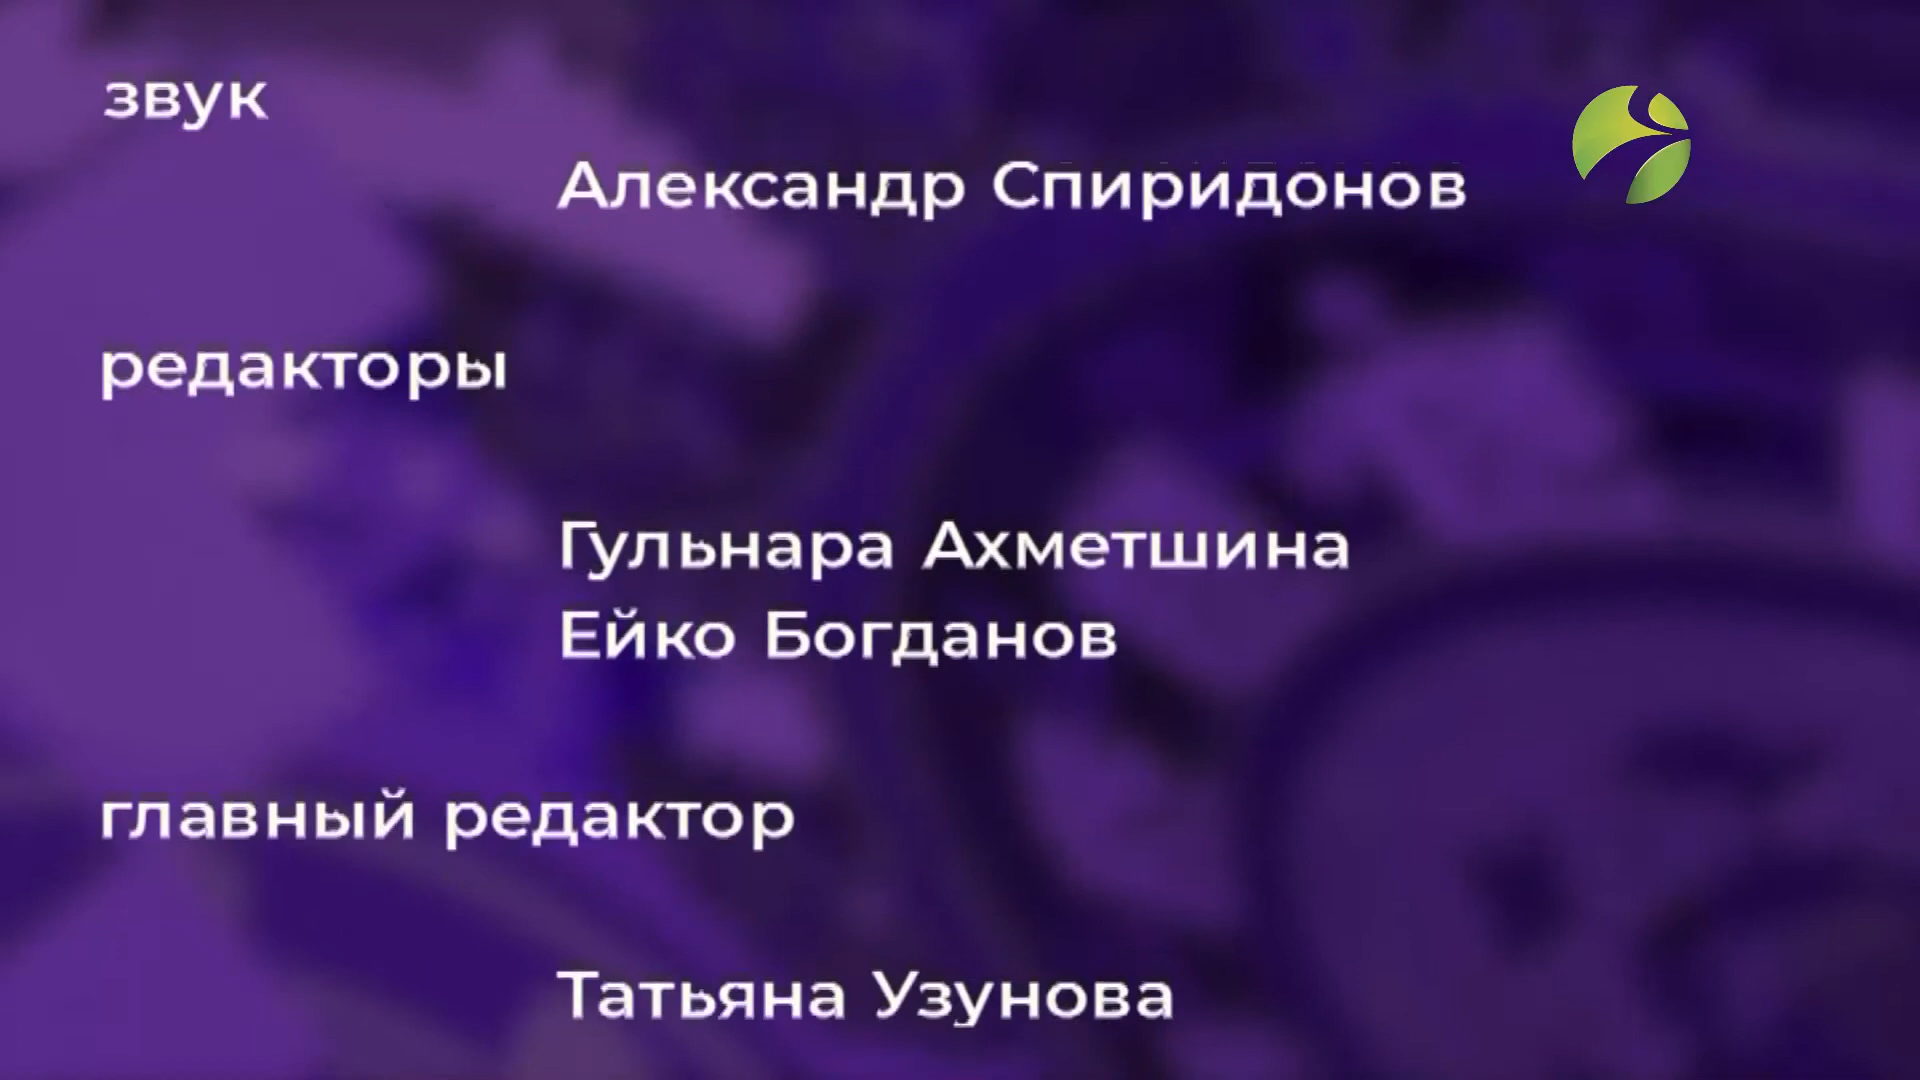 звук
Александр Спиридонов
редакторы
Гульнара Ахметшина
Ейко Богданов
главный редактор
Татьяна Узунова